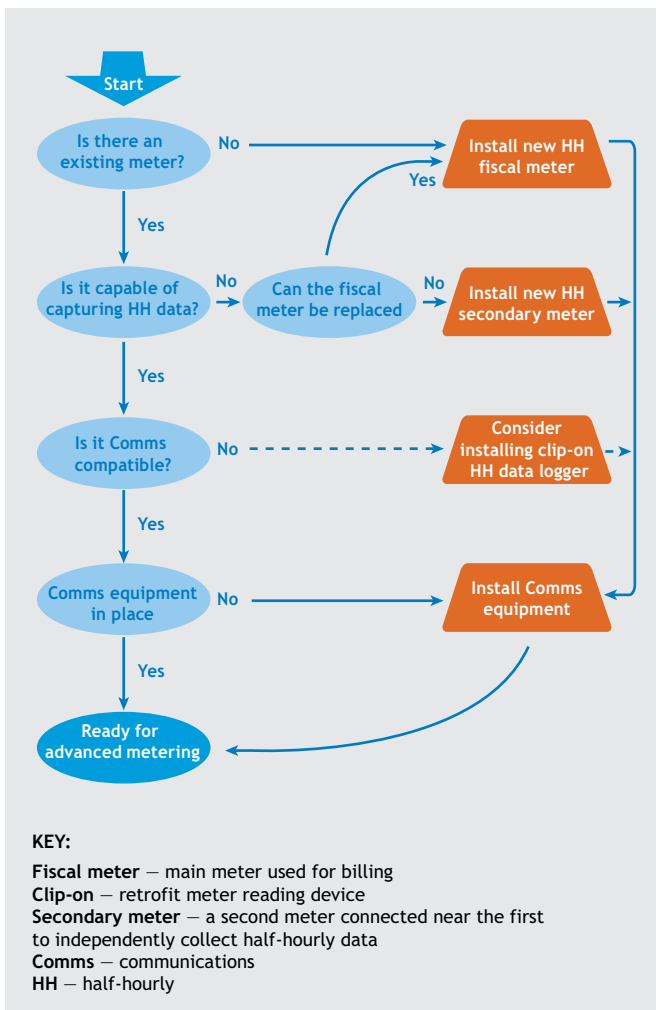 Start
Is there an
existing meter?
No
Install new HH
fiscal meter
Yes
Yes
Is it capable of
capturing HH data?
No
Can the fiscal
meter be replaced
No
Install new HH
secondary meter
Yes
Is it Comms
compatible?
No
Consider
installing clip-on
HH data logger
Yes
Comms equipment
in place
No
Install Comms
equipment
Yes
Ready for
advanced metering
KEY:
Fiscal meter — main meter used for billing
Clip-on — retrofit meter reading device
Secondary meter — a second meter connected near the first
to independently collect half-hourly data
Comms — communications
HH — half-hourly